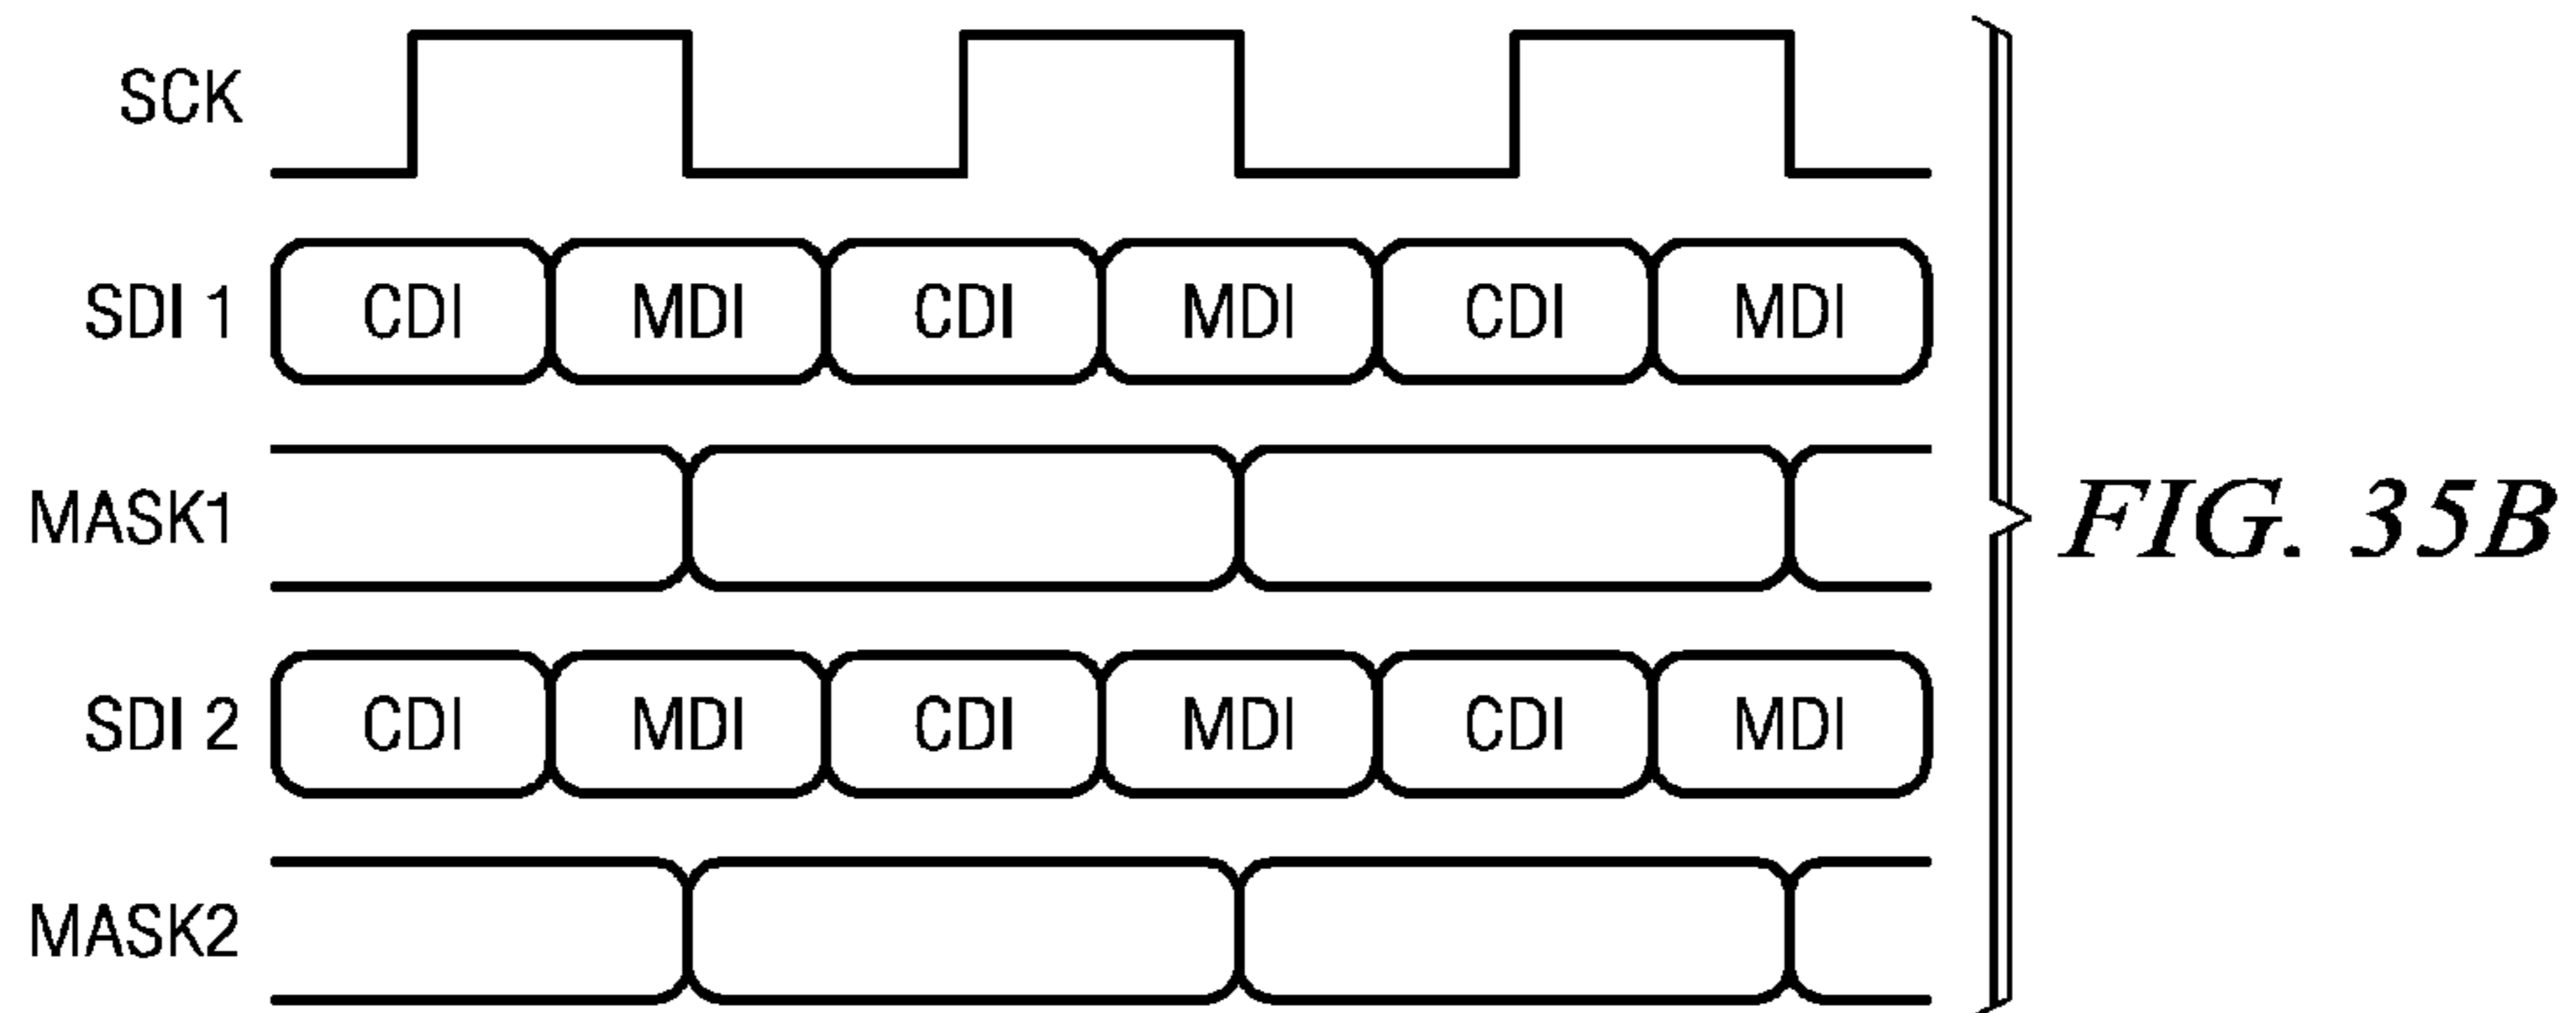 SCK
SDI 1 CDI MDI CDI MDI CDI MDI
MASK1
SDI 2 CDI MDI CDI MDI CDI MDI
MASK2
FIG. 35B